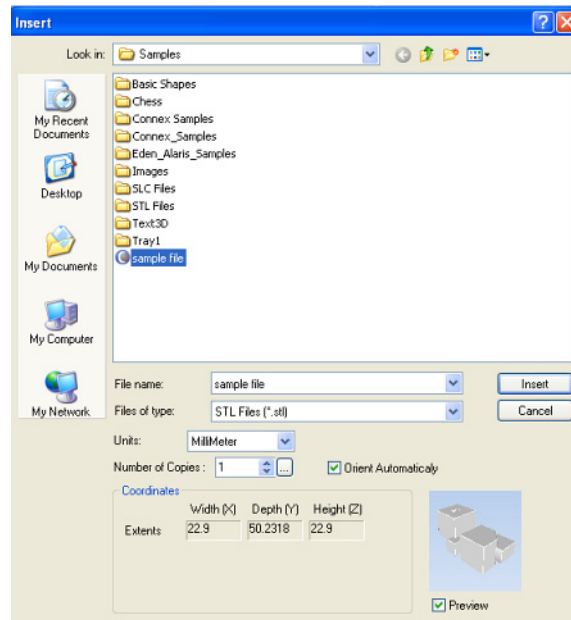 Insert
Look in:
Samples
My Recent
Documents
Desktop
My Documents
My Computer
My Network
Basic Shapes
Chess
Connex Samples
Connex_Samples
Eden_Alaris_Samples
Images
SLC Files
STL Files
Text3D
Tray1
sample file
File name: sample file Insert
Files of type: STL Files (*.stl) Cancel
Units: MilliMeter
Number of Copies : 1 ... Orient Automaticaly
Coordinates
Width (X) Depth (Y) Height (Z)
Extents 22.9 50.2318 22.9
Preview